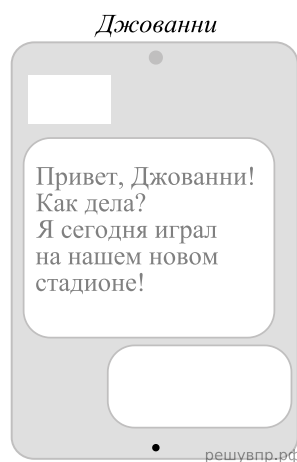 Джованни
Привет, Джованни!
Как дела?
Я сегодня играл
на нашем новом
стадионе!
решувпр.рф